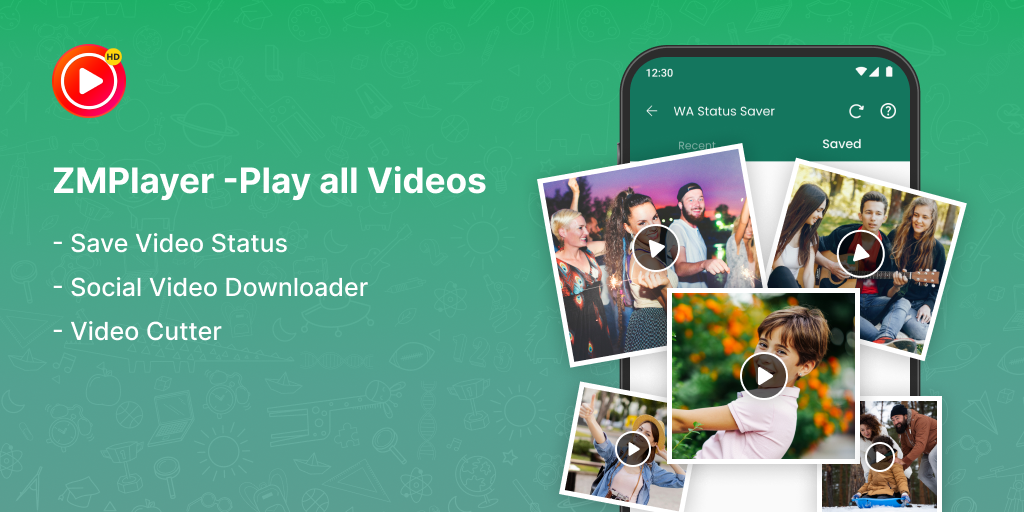 HD
ZMPlayer -Play all Videos
- Save Video Status
- Social Video Downloader
- Video Cutter
12:30
WA Status Saver
Recent
Saved